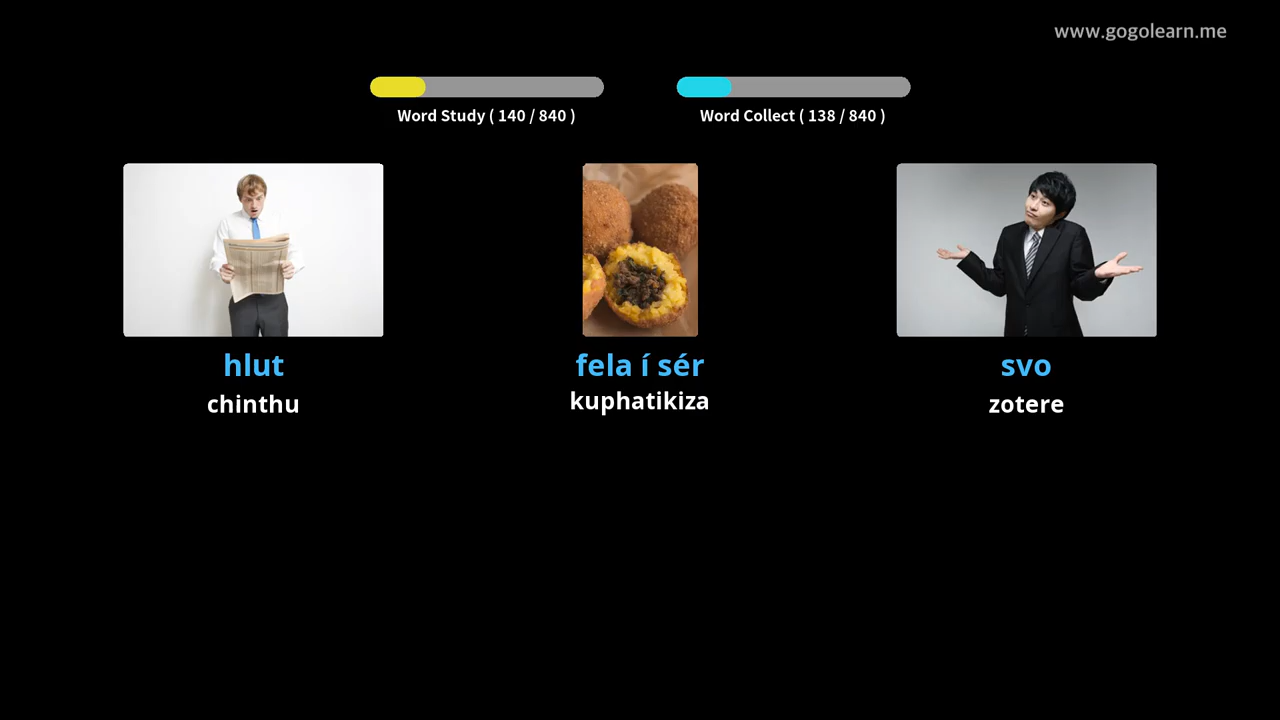 www.gogolearn.me
Word Study ( 140 / 840 )
Word Collect ( 138 / 840 )
hlut
chinthu
fela í sér
kuphatikiza
svo
zotere